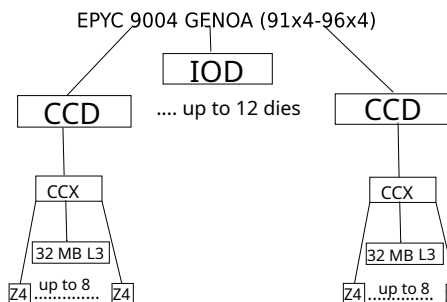 EPYC 9004 GENOA (91x4-96x4)
IOD
CCD
.... up to 12 dies
CCD
CCX
CCX
32 MB L3
32 MB L3
Z4
up to 8
..............
Z4
Z4
up to 8
..............